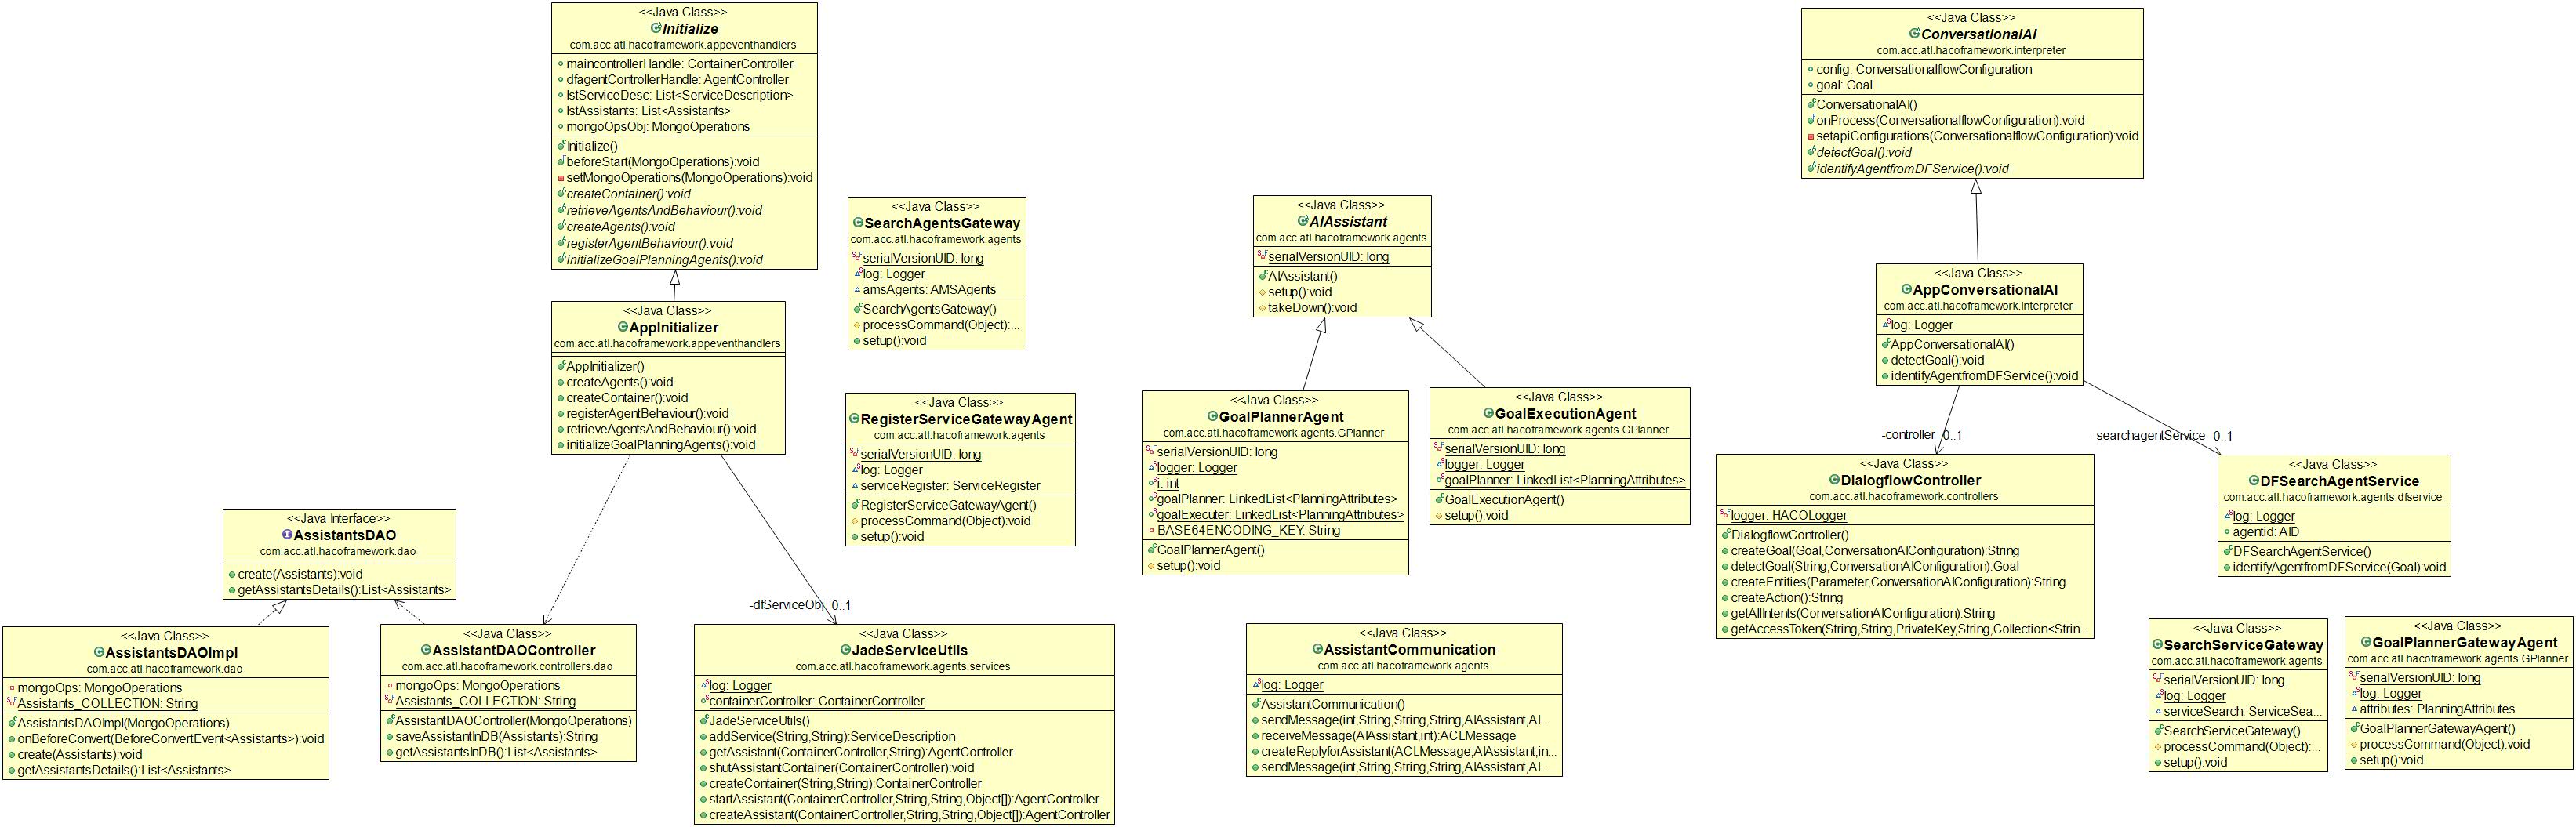 <<Java Class>>
Initialize
com.acc.atl.hacoframework.appeventhandlers
maincontrollerHandle: ContainerController
dfagentControllerHandle: AgentController
lstServiceDesc: List<ServiceDescription>
lstAssistants: List<Assistants>
mongoOpsObj: MongoOperations
Initialize()
beforeStart(MongoOperations):void
setMongoOperations(MongoOperations):void
createContainer():void
retrieveAgentsAndBehaviour():void
createAgents():void
registerAgentBehaviour():void
initializeGoalPlanningAgents():void
<<Java Class>>
AppInitializer
com.acc.atl.hacoframework.appeventhandlers
AppInitializer()
createAgents():void
createContainer():void
registerAgentBehaviour():void
retrieveAgentsAndBehaviour():void
initializeGoalPlanningAgents():void
<<Java Interface>>
AssistantsDAO
com.acc.atl.hacoframework.dao
create(Assistants):void
getAssistantsDetails():List<Assistants>
<<Java Class>>
AssistantsDAOImpl
com.acc.atl.hacoframework.dao
mongoOps: MongoOperations
Assistants_COLLECTION: String
AssistantsDAOImpl(MongoOperations)
onBeforeConvert(BeforeConvertEvent<Assistants>):void
create(Assistants):void
getAssistantsDetails():List<Assistants>
<<Java Class>>
AssistantDAOController
com.acc.atl.hacoframework.controllers.dao
mongoOps: MongoOperations
Assistants_COLLECTION: String
AssistantDAOController(MongoOperations)
saveAssistantInDB(Assistants):String
getAssistantsInDB():List<Assistants>
-dfServiceObj 0..1
<<Java Class>>
JadeServiceUtils
com.acc.atl.hacoframework.agents.services
log: Logger
containerController: ContainerController
JadeServiceUtils()
addService(String,String):ServiceDescription
getAssistant(ContainerController,String):AgentController
shutAssistantContainer(ContainerController):void
createContainer(String,String):ContainerController
startAssistant(ContainerController,String,String,Object[]):AgentController
createAssistant(ContainerController,String,String,Object[]):AgentController
<<Java Class>>
SearchAgentsGateway
com.acc.atl.hacoframework.agents
serialVersionUID: long
log: Logger
amsAgents: AMSAgents
SearchAgentsGateway()
processCommand(Object):...
setup():void
<<Java Class>>
RegisterServiceGatewayAgent
com.acc.atl.hacoframework.agents
serialVersionUID: long
log: Logger
serviceRegister: ServiceRegister
RegisterServiceGatewayAgent()
processCommand(Object):void
setup():void
<<Java Class>>
AIAssistant
com.acc.atl.hacoframework.agents
serialVersionUID: long
AIAssistant()
setup():void
takeDown():void
<<Java Class>>
GoalPlannerAgent
com.acc.atl.hacoframework.agents.GPlanner
serialVersionUID: long
logger: Logger
i: int
goalPlanner: LinkedList<PlanningAttributes>
goalExecuter: LinkedList<PlanningAttributes>
BASE64ENCODING_KEY: String
GoalPlannerAgent()
setup():void
<<Java Class>>
GoalExecutionAgent
com.acc.atl.hacoframework.agents.GPlanner
serialVersionUID: long
logger: Logger
goalPlanner: LinkedList<PlanningAttributes>
GoalExecutionAgent()
setup():void
<<Java Class>>
AssistantCommunication
com.acc.atl.hacoframework.agents
log: Logger
AssistantCommunication()
sendMessage(int,String,String,String,AIAssistant,AI...
receiveMessage(AIAssistant,int):ACLMessage
createReplyforAssistant(ACLMessage,AIAssistant,in...
sendMessage(int,String,String,String,AIAssistant,AI...
<<Java Class>>
ConversationalAI
com.acc.atl.hacoframework.interpreter
config: ConversationalflowConfiguration
goal: Goal
ConversationalAI()
onProcess(ConversationalflowConfiguration):void
setapiConfigurations(ConversationalflowConfiguration):void
detectGoal():void
identifyAgentfromDFService():void
<<Java Class>>
AppConversationalAI
com.acc.atl.hacoframework.interpreter
log: Logger
AppConversationalAI()
detectGoal():void
identifyAgentfromDFService():void
-controller 0..1
-searchagentService 0..1
<<Java Class>>
DialogflowController
com.acc.atl.hacoframework.controllers
logger: HACOLogger
DialogflowController()
createGoal(Goal,ConversationAIConfiguration):String
detectGoal(String,ConversationAIConfiguration):Goal
createEntities(Parameter,ConversationAIConfiguration):String
createAction():String
getAllIntents(ConversationAIConfiguration):String
getAccessToken(String,String,PrivateKey,String,Collection<Strin...
<<Java Class>>
DFSearchAgentService
com.acc.atl.hacoframework.agents.dfservice
log: Logger
agentid: AID
DFSearchAgentService()
identifyAgentfromDFService(Goal):void
<<Java Class>>
SearchServiceGateway
com.acc.atl.hacoframework.agents
serialVersionUID: long
log: Logger
serviceSearch: ServiceSea...
SearchServiceGateway()
processCommand(Object):...
setup():void
<<Java Class>>
GoalPlannerGatewayAgent
com.acc.atl.hacoframework.agents.GPlanner
serialVersionUID: long
log: Logger
attributes: PlanningAttributes
GoalPlannerGatewayAgent()
processCommand(Object):void
setup():void